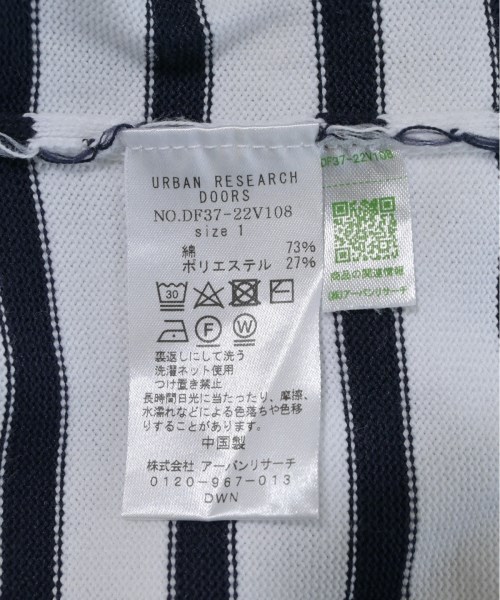 URBAN RESEARCH
DOORS
NO.DF37-22V108
size 1
綿 73%
ポリエステル 27%
30
F W
裏返しにして洗う
洗濯ネット使用
つけ置き禁止
長時間日光に当たったり、摩擦、
水濡れなどによる色落ちや色移
りすることがあります。
中国製
株式会社 アーバンリサーチ
0120-967-013
DWN
DF37-22V108
商品の関連情報
㈱アーバンリサーチ